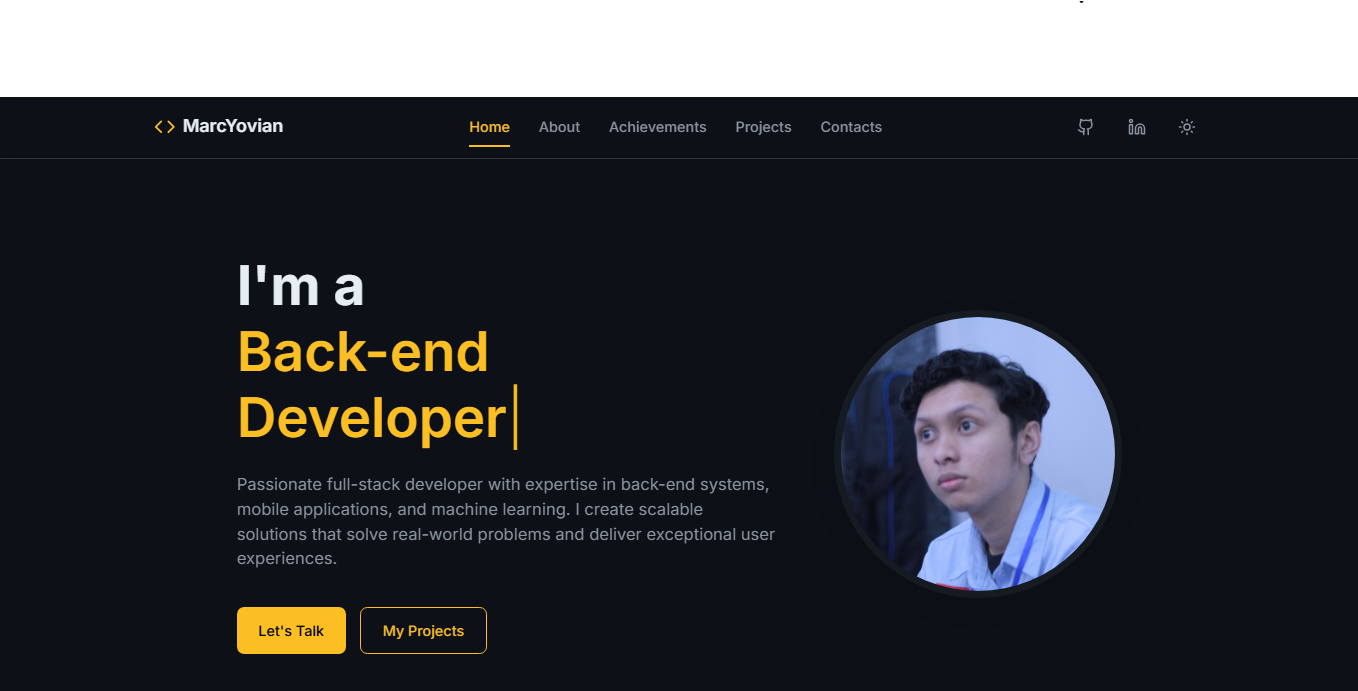 MarcYovian
Home About Achievements Projects Contacts
I'm a
Back-end
Developer
Passionate full-stack developer with expertise in back-end systems,
mobile applications, and machine learning. I create scalable
solutions that solve real-world problems and deliver exceptional user
experiences.
Let's Talk
My Projects